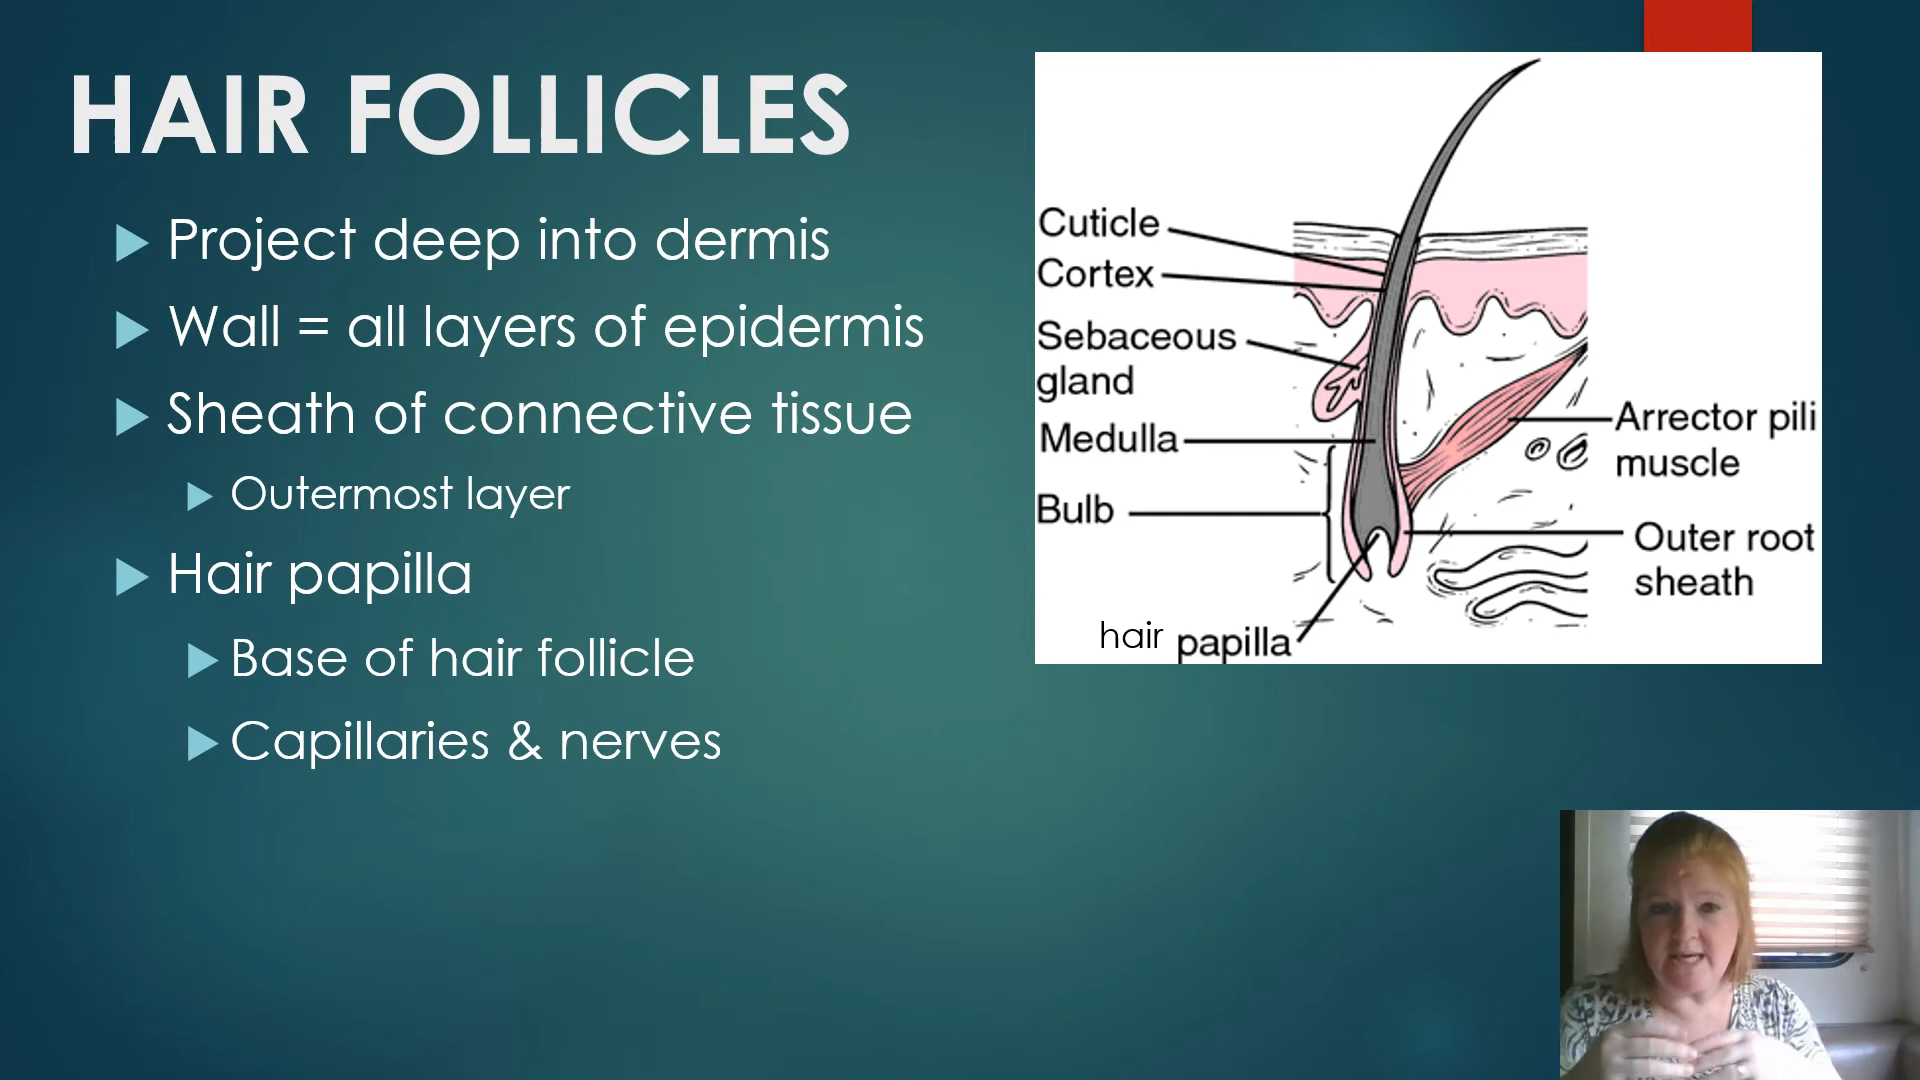 HAIR FOLLICLES
Project deep into dermis
Wall = all layers of epidermis
Sheath of connective tissue
Outermost layer
Hair papilla
Base of hair follicle
Capillaries & nerves
Cuticle
Cortex
Sebaceous
gland
Medulla
Bulb
hair papilla
Arrector pili
muscle
Outer root
sheath